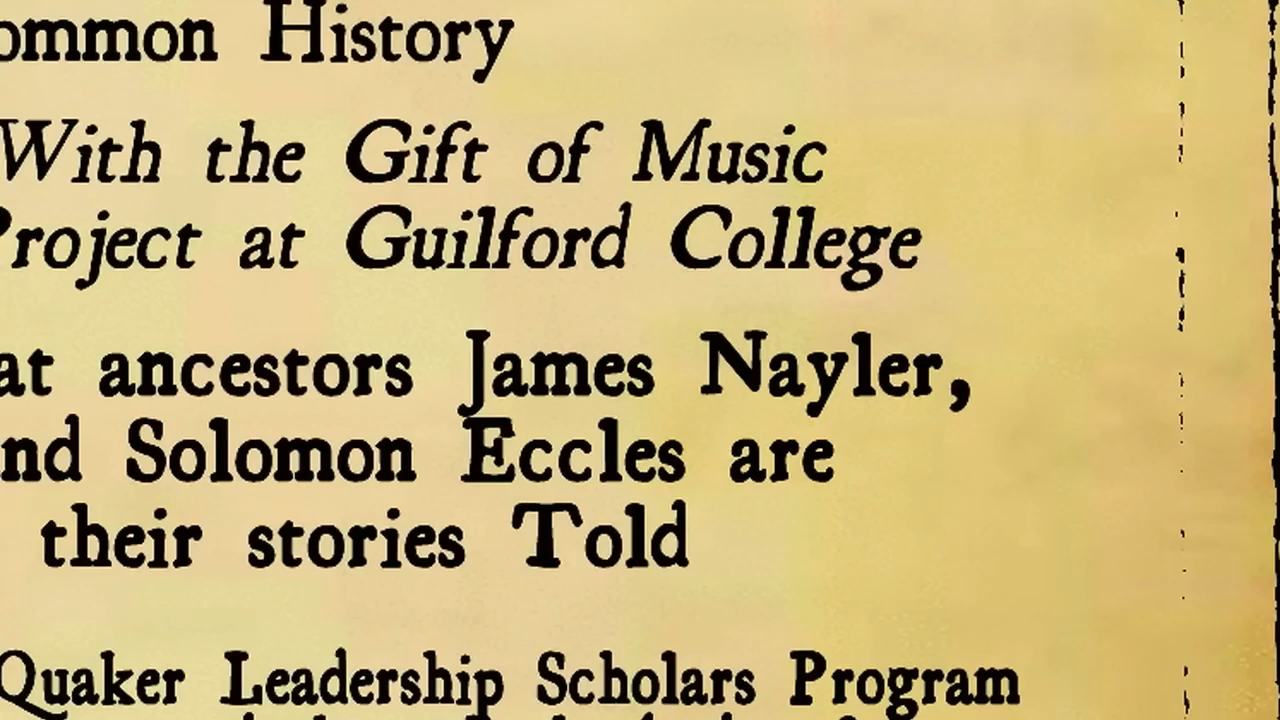 ommon History
With the Gift of Music
Project at Guilford College
at ancestors James Nayler,
nd Solomon Eccles are
their stories Told
Quaker Leadership Scholars Program